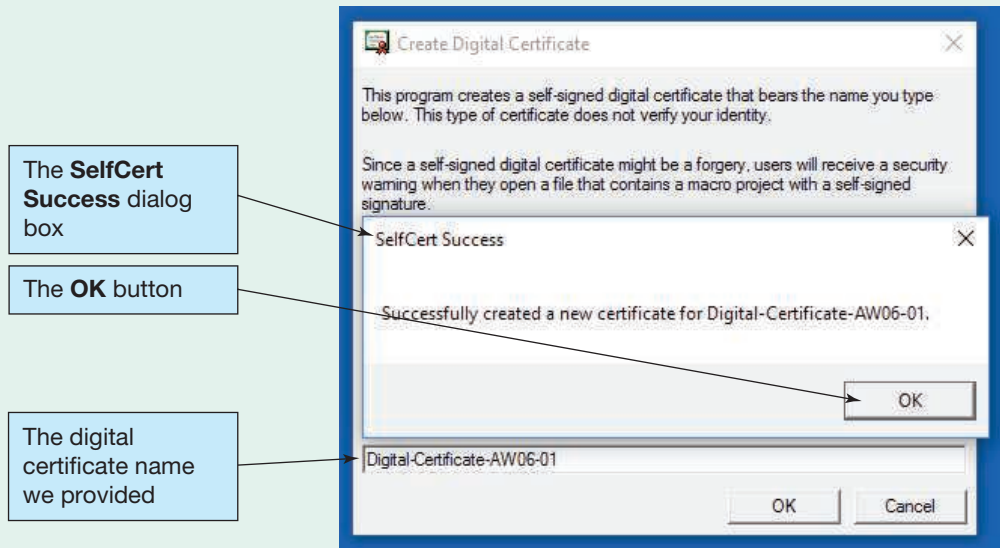 Create Digital Certificate
This program creates a self-signed digital certificate that bears the name you type
below. This type of certificate does not verify your identity.
Since a self-signed digital certificate might be a forgery, users will receive a security
warning when they open a file that contains a macro project with a self-signed
signature.
The SelfCert
Success dialog
box
SelfCert Success
The OK button
Successfully created a new certificate for Digital-Certificate-AW06-01.
OK
The digital
certificate name
we provided
Digital-Certificate-AW06-01
OK
Cancel